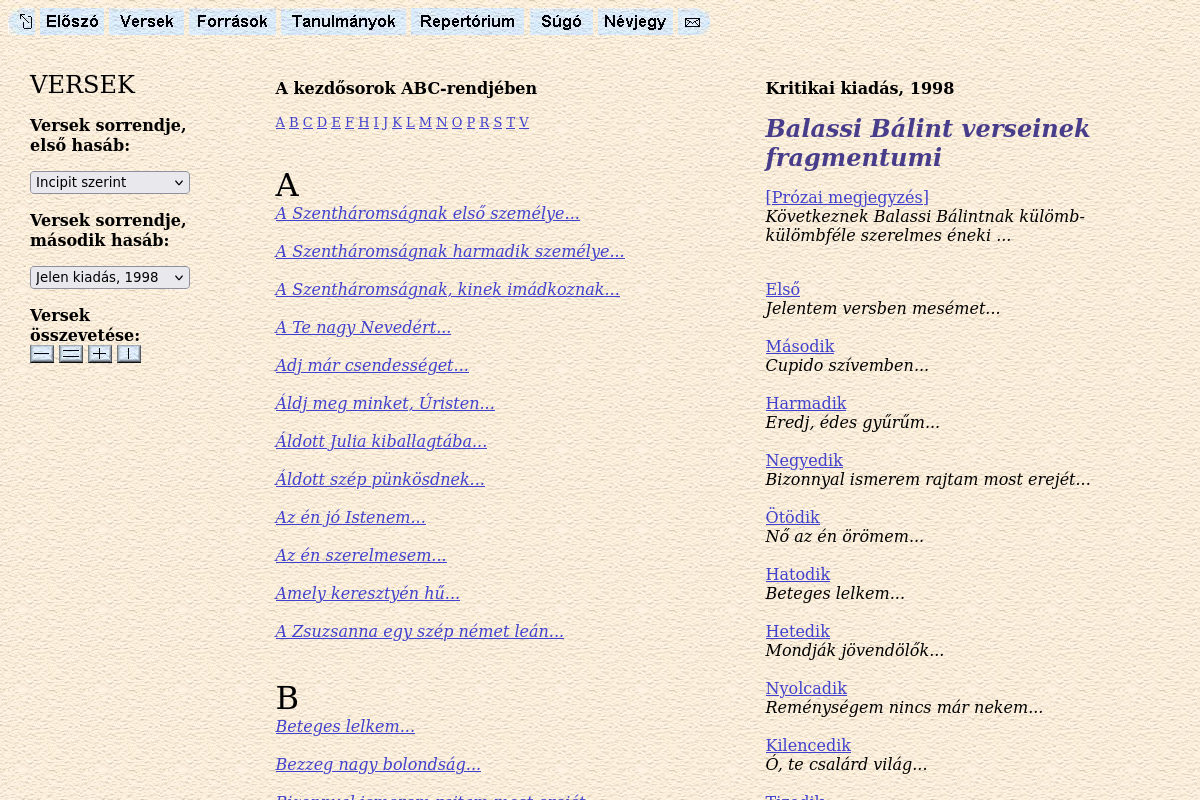 Előszó Versek Források Tanulmányok Repertórium Súgó Névjegy
VERSEK
Versek sorrendje,
első hasáb:
Incipit szerint
Versek sorrendje,
második hasáb:
Jelen kiadás, 1998
Versek
összevetése:
A kezdősorok ABC-rendjében
A B C D E F H I J K L M N O P R S T V
A
A Szentháromságnak első személye...
A Szentháromságnak harmadik személye...
A Szentháromságnak, kinek imádkoznak...
A Te nagy Nevedért...
Adj már csendességet...
Áldj meg minket, Úristen...
Áldott Julia kiballagtába...
Áldott szép pünkösdnek...
Az én jó Istenem...
Az én szerelmesem...
Amely keresztyén hű...
A Zsuzsanna egy szép német leán...
B
Beteges lelkem...
Bezzeg nagy bolondság...
Bizonnyal ismerem rajtam most erejét...
Kritikai kiadás, 1998
Balassi Bálint verseinek
fragmentumi
[Prózai megjegyzés]
Következnek Balassi Bálintnak külömb-
külömbféle szerelmes éneki ...
Első
Jelentem versben mesémet...
Második
Cupido szívemben...
Harmadik
Eredj, édes gyűrűm...
Negyedik
Bizonnyal ismerem rajtam most erejét...
Ötödik
Nő az én örömem...
Hatodik
Beteges lelkem...
Hetedik
Mondják jövendölők...
Nyolcadik
Reménységem nincs már nekem...
Kilencedik
Ó, te csalárd világ...
Tizedik